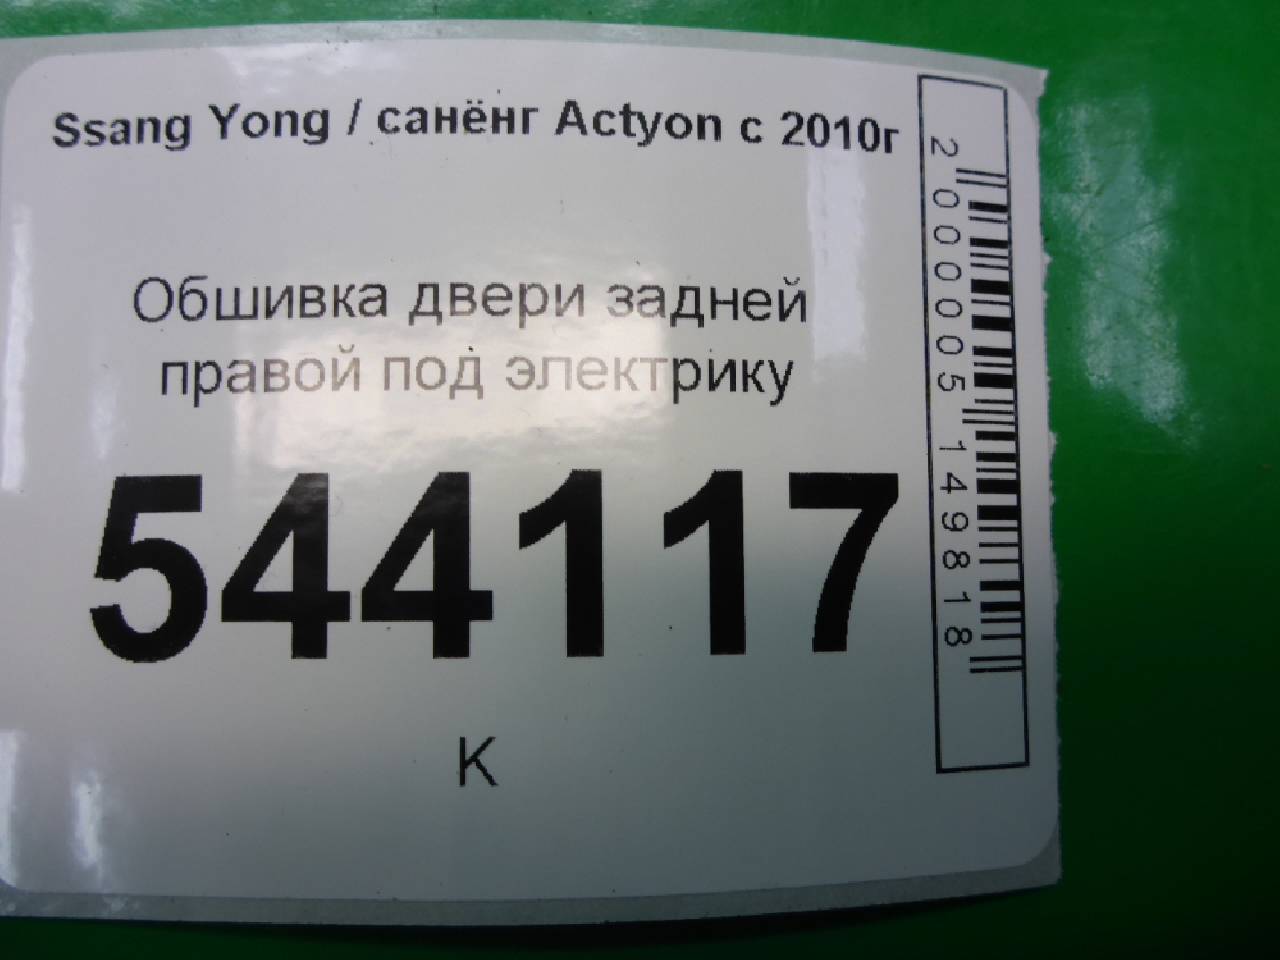 Ssang Yong / санёнг Actyon с 2010г
Обшивка двери задней
правой под электрику
544117
К
2000005149818